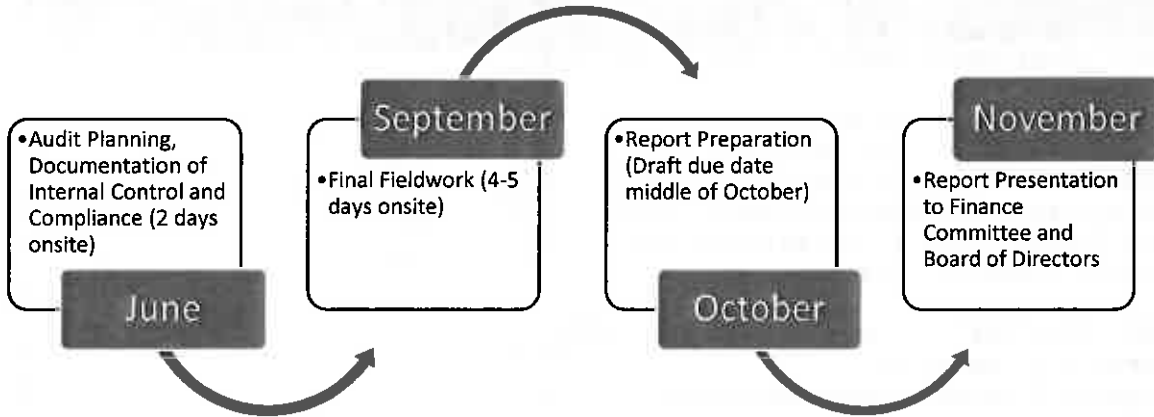 •Audit Planning,
Documentation of
Internal Control and
Compliance (2 days
onsite)
June
September
•Final Fieldwork (4-5
days onsite)
•Report Preparation
(Draft due date
middle of October)
October
November
•Report Presentation
to Finance
Committee and
Board of Directors